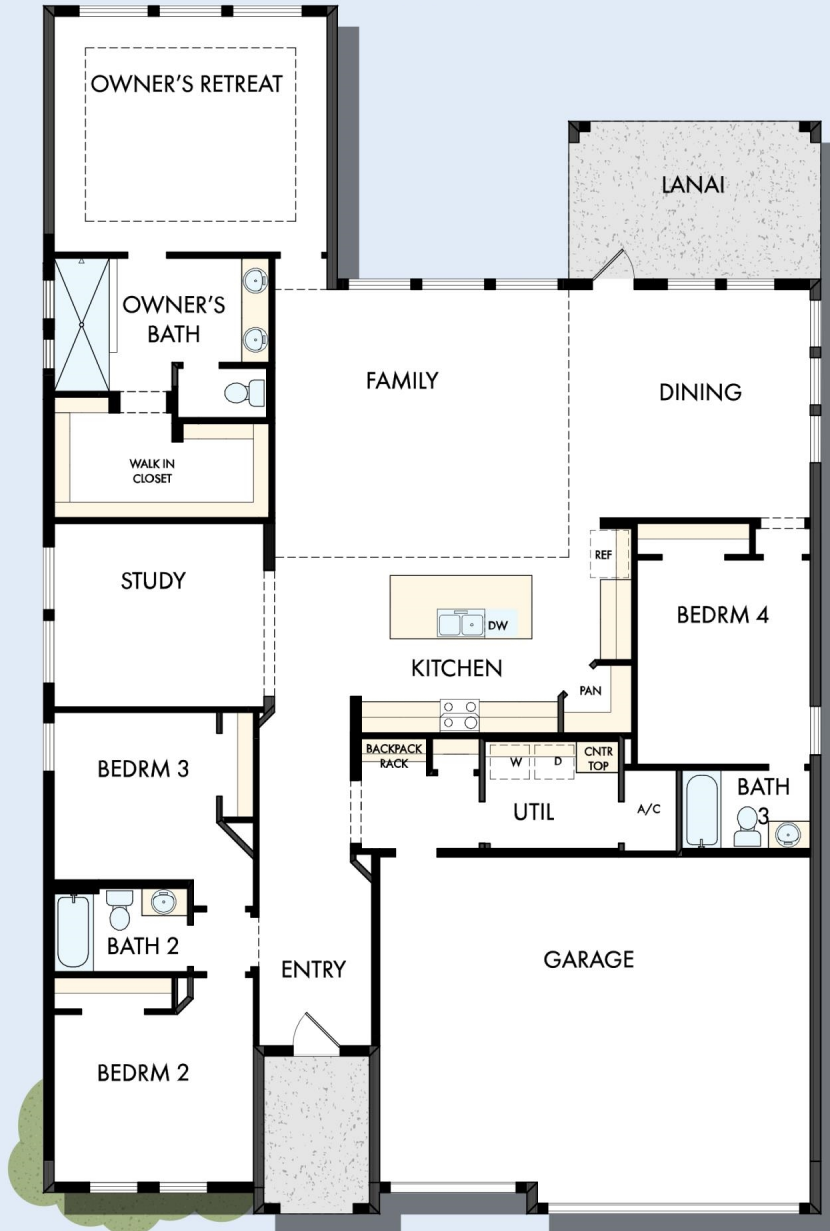 OWNER'S RETREAT
LANAI
OWNER'S
BATH
FAMILY
DINING
WALK IN
CLOSET
STUDY
REF
BEDRM 4
DW
KITCHEN
PAN
BACKPACK
RACK
W
D
CNTR
TOP
BEDRM 3
UTIL
A/C
BATH
3
BATH 2
ENTRY
GARAGE
BEDRM 2